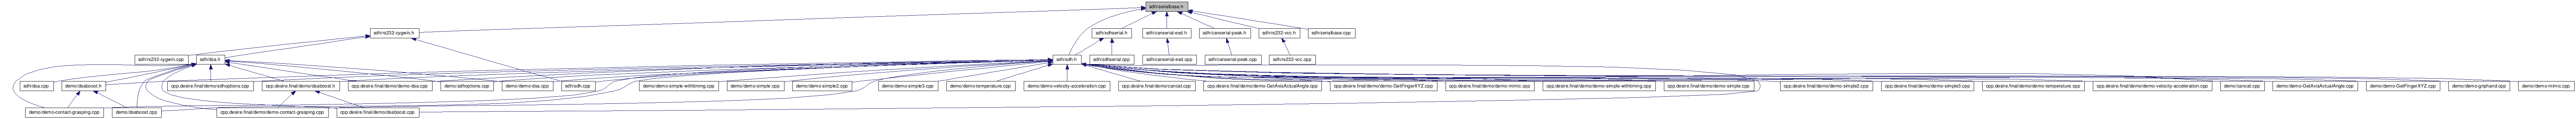 sdh/serialbase.h
sdh/rs232-cygwin.h
sdh/sdhserial.h
sdh/canserial-esd.h
sdh/canserial-peak.h
sdh/rs232-vcc.h
sdh/serialbase.cpp
sdh/rs232-cygwin.cpp
sdh/dsa.h
sdh/sdh.h
sdh/sdhserial.cpp
sdh/canserial-esd.cpp
sdh/canserial-peak.cpp
sdh/rs232-vcc.cpp
sdh/dsa.cpp
demo/dsaboost.h
cpp.desire.final/demo/sdhoptions.cpp
cpp.desire.final/demo/dsaboost.h
cpp.desire.final/demo/demo-dsa.cpp
demo/sdhoptions.cpp
demo/demo-dsa.cpp
sdh/sdh.cpp
demo/demo-simple-withtiming.cpp
demo/demo-simple.cpp
demo/demo-simple2.cpp
demo/demo-simple3.cpp
demo/demo-temperature.cpp
demo/demo-velocity-acceleration.cpp
cpp.desire.final/demo/cancat.cpp
cpp.desire.final/demo/demo-GetAxisActualAngle.cpp
cpp.desire.final/demo/demo-GetFingerXYZ.cpp
cpp.desire.final/demo/demo-mimic.cpp
cpp.desire.final/demo/demo-simple-withtiming.cpp
cpp.desire.final/demo/demo-simple.cpp
cpp.desire.final/demo/demo-simple2.cpp
cpp.desire.final/demo/demo-simple3.cpp
cpp.desire.final/demo/demo-temperature.cpp
cpp.desire.final/demo/demo-velocity-acceleration.cpp
demo/cancat.cpp
demo/demo-GetAxisActualAngle.cpp
demo/demo-GetFingerXYZ.cpp
demo/demo-griphand.cpp
demo/demo-mimic.cpp
demo/demo-contact-grasping.cpp
demo/dsaboost.cpp
cpp.desire.final/demo/demo-contact-grasping.cpp
cpp.desire.final/demo/dsaboost.cpp